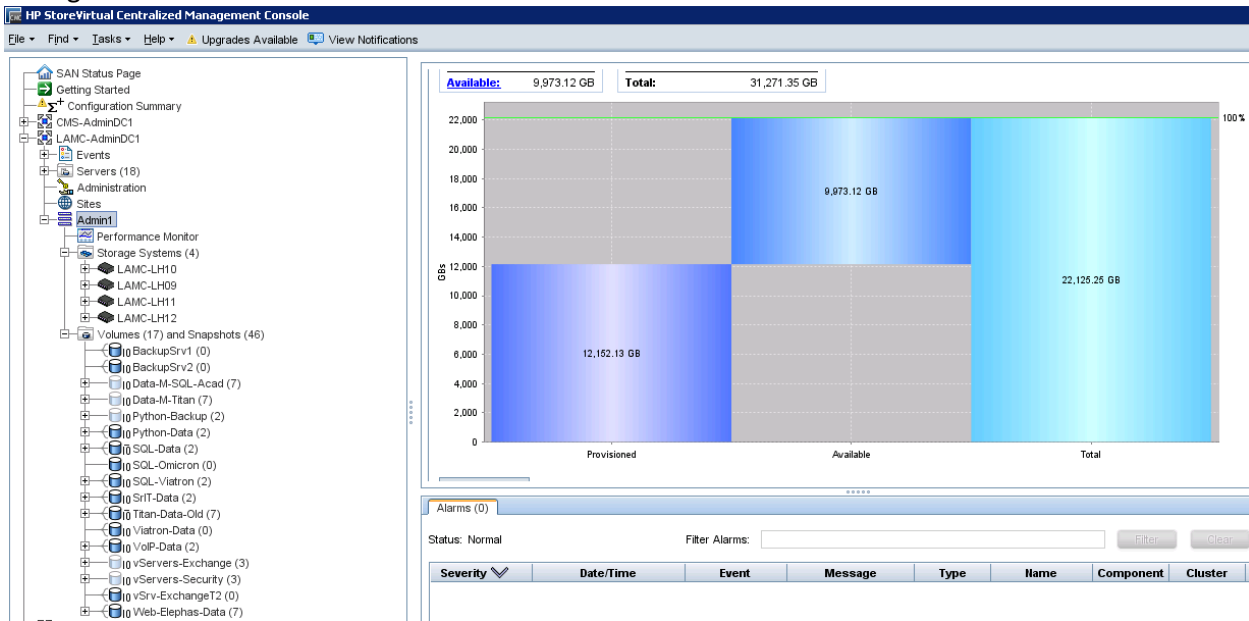 HP StoreVirtual Centralized Management Console
File Find Tasks Help Upgrades Available View Notifications
SAN Status Page
Getting Started
Configuration Summary
CMS-AdminDC1
LAMC-AdminDC1
Events
Servers (18)
Administration
Sites
Admin1
Performance Monitor
Storage Systems (4)
LAMC-LH10
LAMC-LH09
LAMC-LH11
LAMC-LH12
Volumes (17) and Snapshots (46)
BackupSrv1 (0)
BackupSrv2 (0)
Data-M-SQL-Acad (7)
Data-M-Titan (7)
Python-Backup (2)
Python-Data (2)
SQL-Data (2)
SQL-Omicron (0)
SQL-Viatron (2)
SrIT-Data (2)
Titan-Data-Old (7)
Viatron-Data (0)
VoIP-Data (2)
vServers-Exchange (3)
vServers-Security (3)
vSrv-ExchangeT2 (0)
Web-Elephas-Data (7)
Available: 9,973.12 GB Total: 31,271.35 GB
100%
22,000
20,000
18,000
16,000
14,000
12,000
10,000
8,000
6,000
4,000
2,000
0
GBs
9,973.12 GB
22,125.25 GB
12,152.13 GB
Provisioned Available Total
Alarms (0)
Status: Normal Filter Alarms: Filter Clear
Severity Date/Time Event Message Type Name Component Cluster